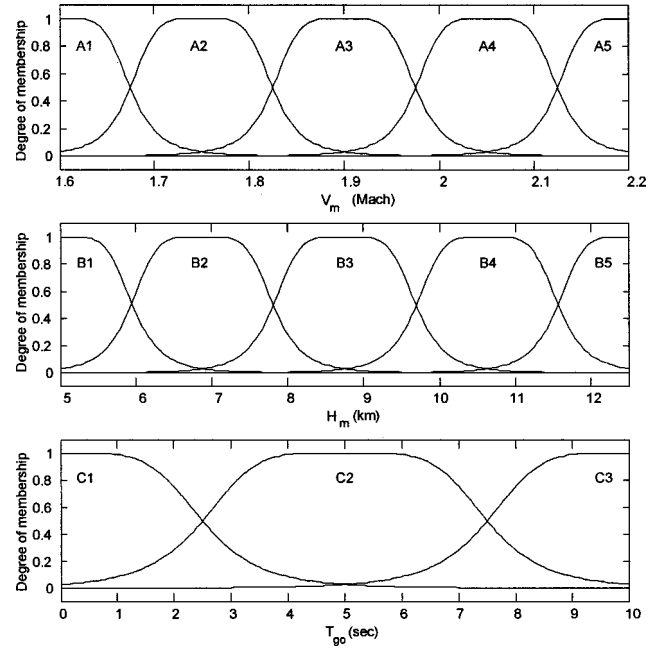 Degree of membership
1
0.8
0.6
0.4
0.2
0
A1 A2 A3 A4 A5
1.6 1.7 1.8 1.9 2 2.1 2.2
V_m (Mach)
Degree of membership
1
0.8
0.6
0.4
0.2
0
B1 B2 B3 B4 B5
5 6 7 8 9 10 11 12
H_m (km)
Degree of membership
1
0.8
0.6
0.4
0.2
0
C1 C2 C3
0 1 2 3 4 5 6 7 8 9 10
T_go (sec)